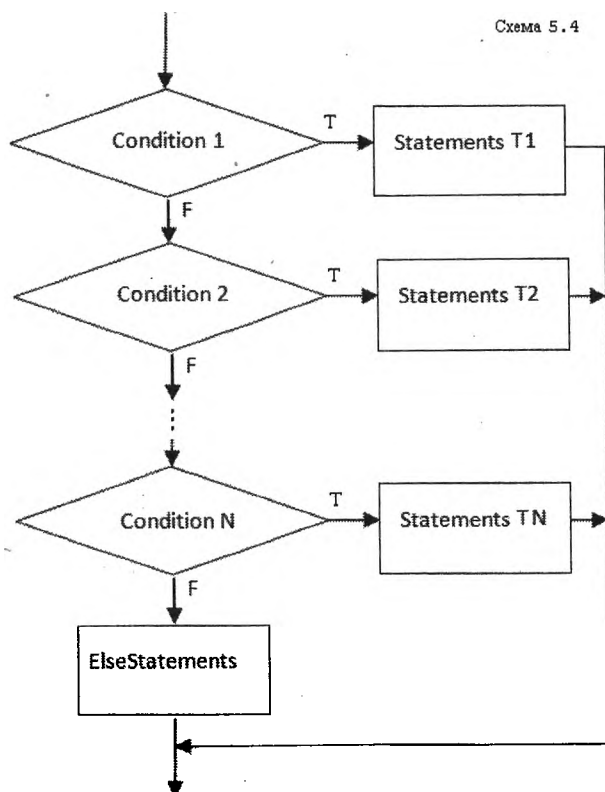 Схема 5.4
Condition 1
T
Statements T1
F
Condition 2
T
Statements T2
F
Condition N
T
Statements TN
F
ElseStatements